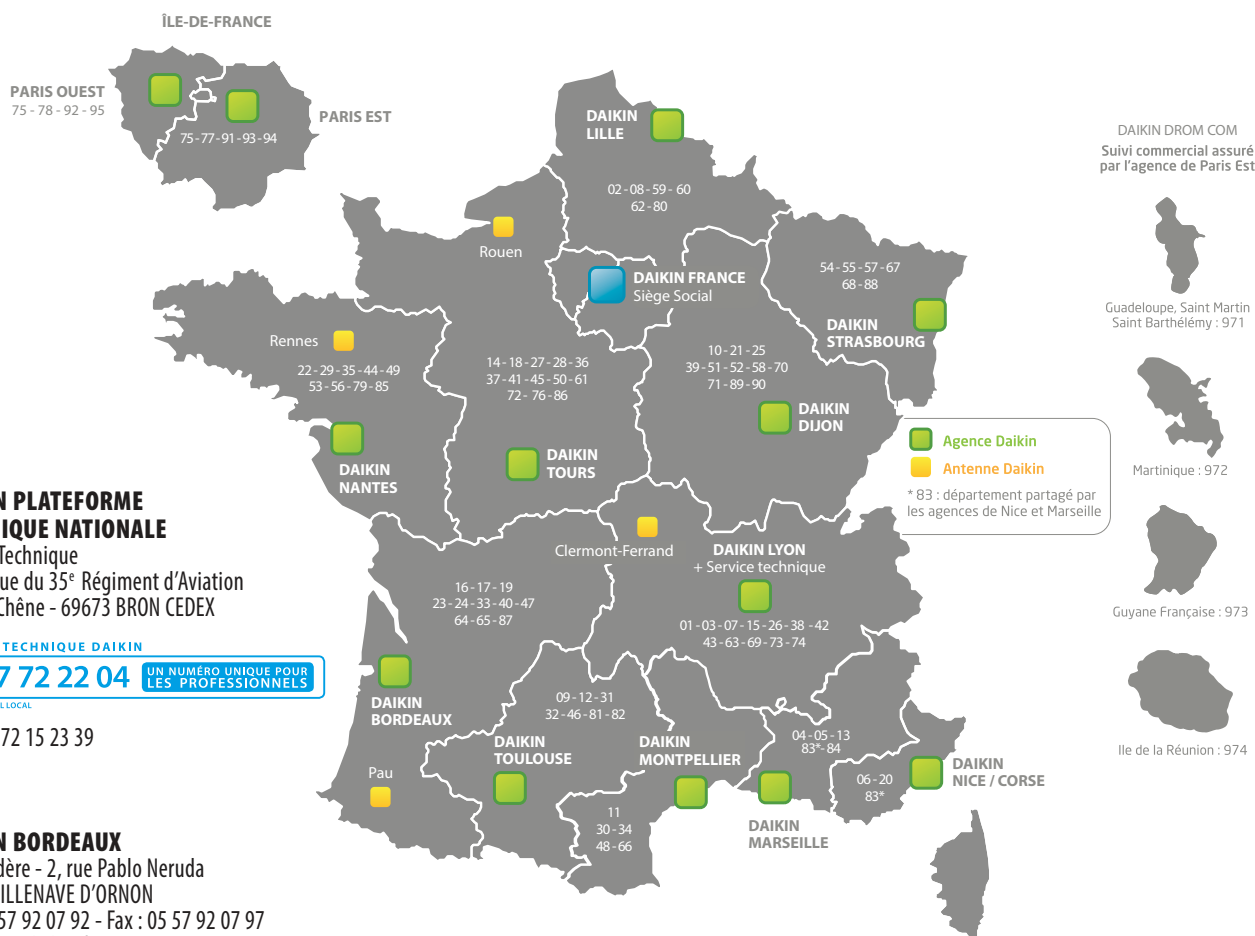 ÎLE-DE-FRANCE
PARIS OUEST
75 - 78 - 92 - 95
PARIS EST
75-77-91-93-94
DAIKIN
LILLE
02 - 08 - 59 - 60
62 - 80
Rouen
DAIKIN FRANCE
Siège Social
54 - 55 - 57 - 67
68 - 88
DAIKIN
STRASBOURG
Rennes
22 - 29 - 35 - 44 - 49
53 - 56 - 79 - 85
14 - 18 - 27 - 28 - 36
37 - 41 - 45 - 50 - 61
72 - 76 - 86
10 - 21 - 25
39 - 51 - 52 - 58 - 70
71 - 89 - 90
DAIKIN
DIJON
DAIKIN
NANTES
DAIKIN
TOURS
Agence Daikin
Antenne Daikin
* 83 : département partagé par
les agences de Nice et Marseille
Clermont-Ferrand
DAIKIN LYON
+ Service technique
01 - 03 - 07 - 15 - 26 - 38 - 42
43 - 63 - 69 - 73 - 74
16 - 17 - 19
23 - 24 - 33 - 40 - 47
64 - 65 - 87
DAIKIN
BORDEAUX
09 - 12 - 31
32 - 46 - 81 - 82
DAIKIN
TOULOUSE
DAIKIN
MONTPELLIER
04 - 05 - 13
83*- 84
06 - 20
83*
DAIKIN
NICE / CORSE
Pau
11
30 - 34
48 - 66
DAIKIN
MARSEILLE
DAIKIN DROM COM
Suivi commercial assuré
par l'agence de Paris Est
Guadeloupe, Saint Martin
Saint Barthélémy : 971
Martinique : 972
Guyane Française : 973
Ile de la Réunion : 974
N PLATEFORME
IQUE NATIONALE
Technique
ue du 35e Régiment d'Aviation
Chêne - 69673 BRON CEDEX
TECHNIQUE DAIKIN
7 72 22 04
UN NUMÉRO UNIQUE POUR
LES PROFESSIONNELS
L LOCAL
72 15 23 39
N BORDEAUX
dère - 2, rue Pablo Neruda
ILLENAVE D'ORNON
57 92 07 92 - Fax : 05 57 92 07 97